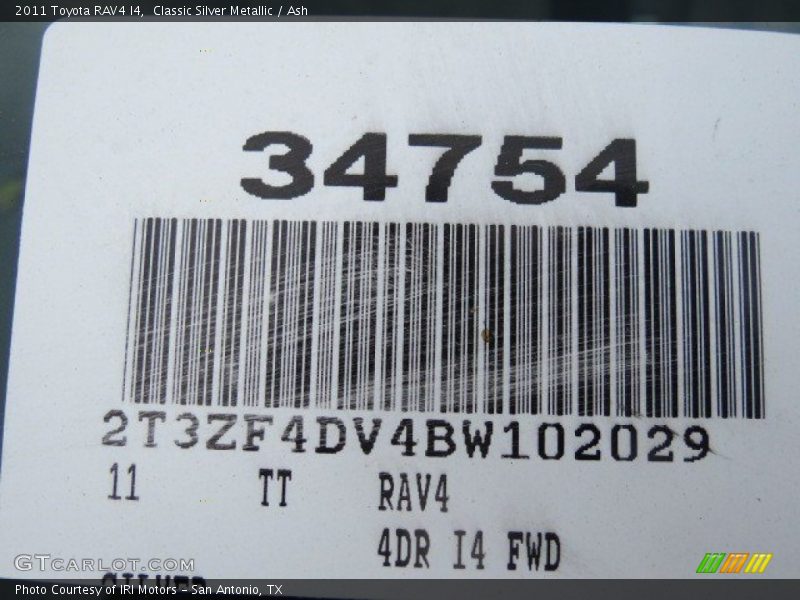 2011 Toyota RAV4 I4,  Classic Silver Metallic / Ash
34754
2T3ZF4DV4BW102029
11 TT RAV4
4DR I4 FWD
GTcarlot.com
Photo Courtesy of IRI Motors – San Antonio, TX